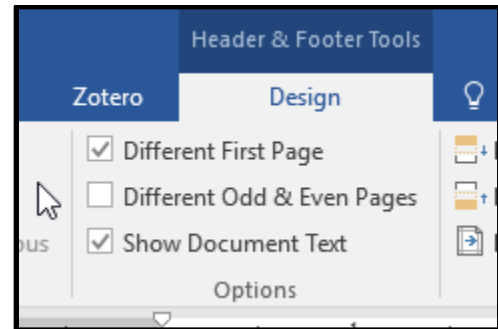 Header & Footer Tools
Zotero Design
Different First Page
Different Odd & Even Pages
Show Document Text
Options